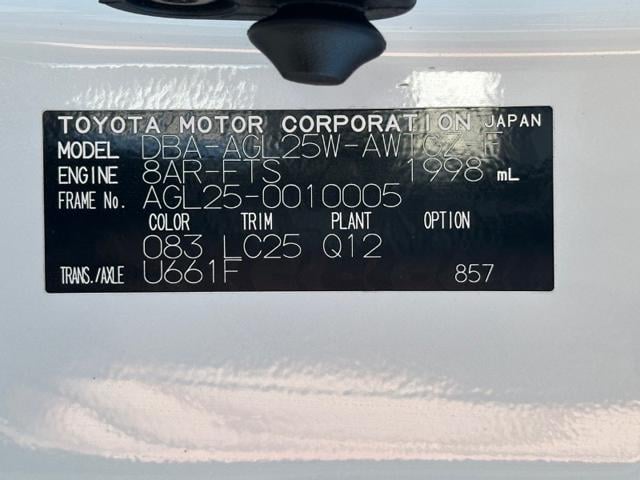 TOYOTA MOTOR CORPORATION JAPAN
MODEL DBA-AGL25W-AWTGZ-F
ENGINE 8AR-FTS 1998 mL
FRAME No. AGL25-0010005
COLOR TRIM PLANT OPTION
083 LC25 Q12
TRANS./AXLE U661F 857